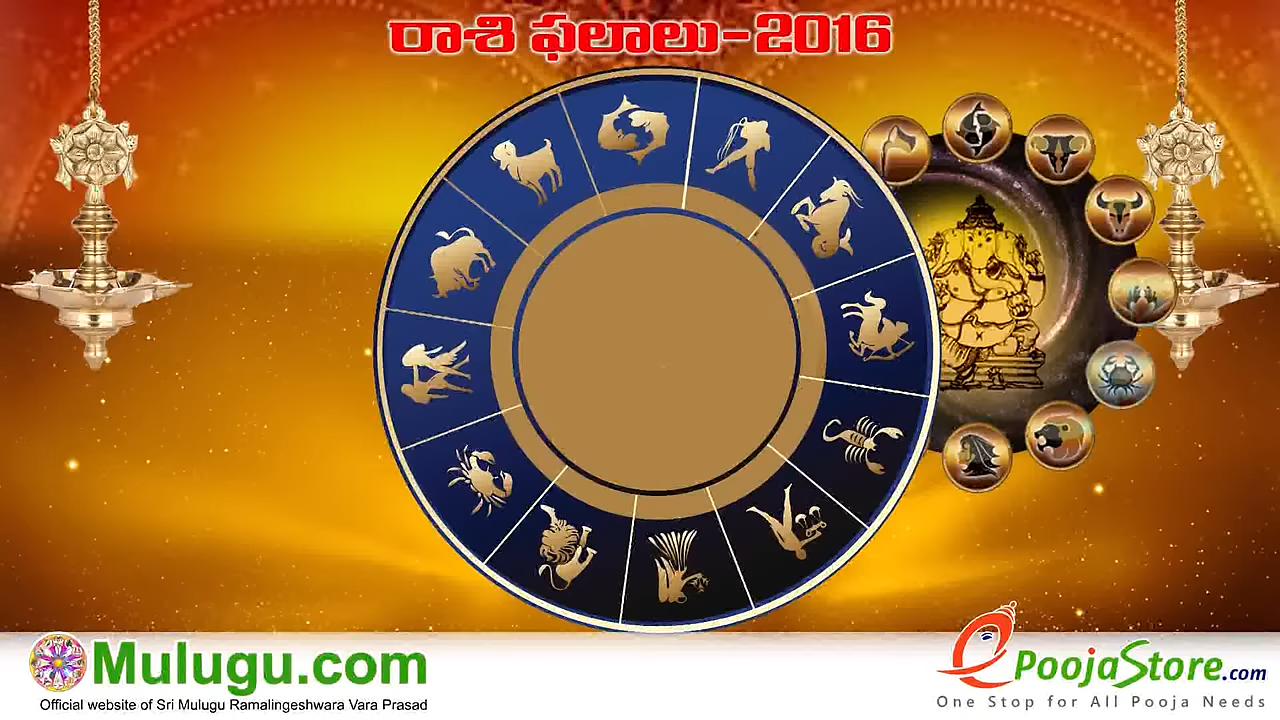 రాశి ఫలాలు-2016
Mulugu.com
Official website of Sri Mulugu Ramalingeshwara Vara Prasad
ePoojaStore.com
One Stop for All Pooja Needs